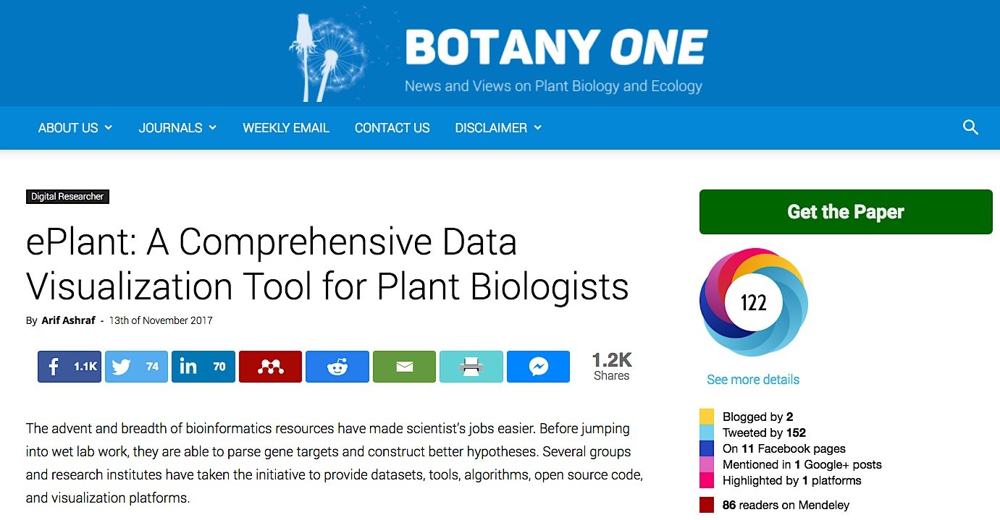 BOTANY ONE
News and Views on Plant Biology and Ecology
ABOUT US
JOURNALS
WEEKLY EMAIL
CONTACT US
DISCLAIMER
Digital Researcher
ePlant: A Comprehensive Data
Visualization Tool for Plant Biologists
By Arif Ashraf - 13th of November 2017
1.1K
74
in 70
1.2K
Shares
The advent and breadth of bioinformatics resources have made scientist's jobs easier. Before jumping
into wet lab work, they are able to parse gene targets and construct better hypotheses. Several groups
and research institutes have taken the initiative to provide datasets, tools, algorithms, open source code,
and visualization platforms.
Get the Paper
122
See more details
Blogged by 2
Tweeted by 152
On 11 Facebook pages
Mentioned in 1 Google+ posts
Highlighted by 1 platforms
86 readers on Mendeley